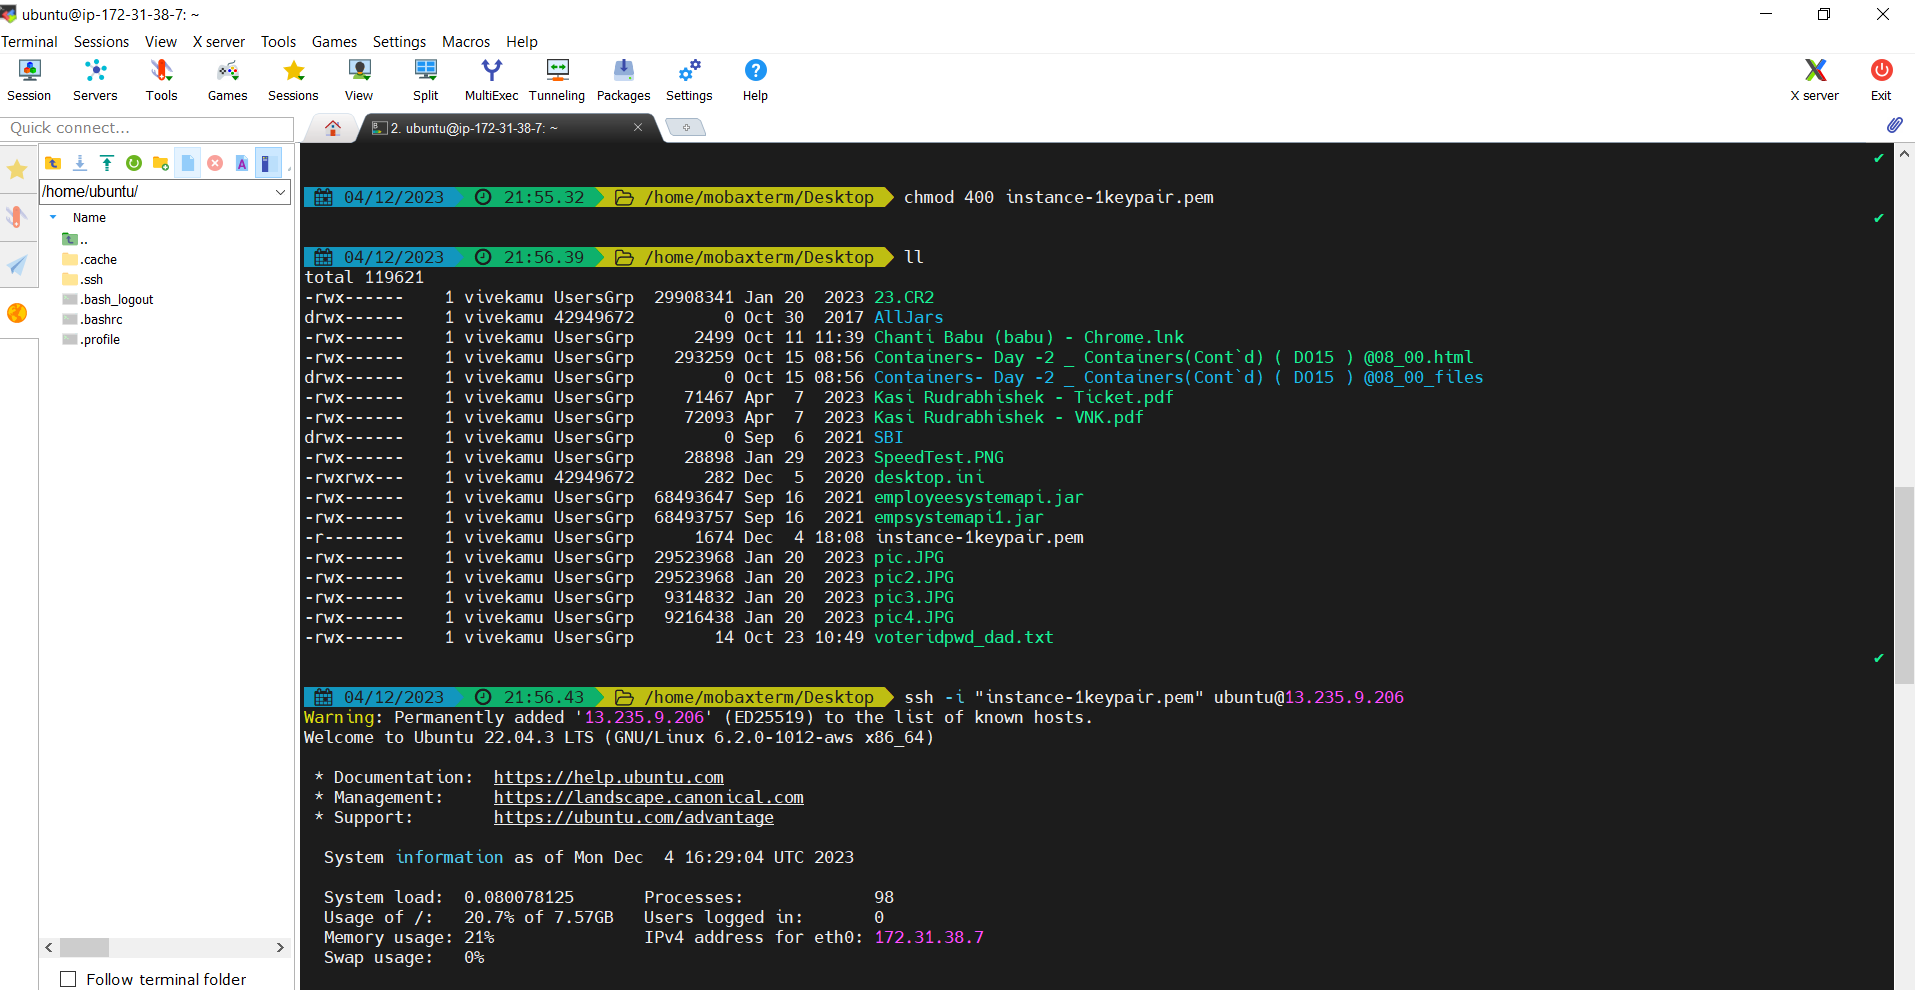 ubuntu@ip-172-31-38-7: ~
Terminal Sessions View X server Tools Games Settings Macros Help
Session Servers Tools Games Sessions View Split MultiExec Tunneling Packages Settings Help X server Exit
Quick connect...
2. ubuntu@ip-172-31-38-7: ~
/home/ubuntu/
Name
..
.cache
.ssh
.bash_logout
.bashrc
.profile
Follow terminal folder
04/12/2023 21:55.32 /home/mobaxterm/Desktop chmod 400 instance-1keypair.pem
04/12/2023 21:56.39 /home/mobaxterm/Desktop ll
total 119621
-rwx------ 1 vivekamu UsersGrp 29908341 Jan 20 2023 23.CR2
drwx------ 1 vivekamu 42949672 0 Oct 30 2017 AllJars
-rwx------ 1 vivekamu UsersGrp 2499 Oct 11 11:39 Chanti Babu (babu) - Chrome.lnk
-rwx------ 1 vivekamu UsersGrp 293259 Oct 15 08:56 Containers- Day -2 _ Containers(Cont`d) ( DO15 ) @08_00.html
drwx------ 1 vivekamu UsersGrp 0 Oct 15 08:56 Containers- Day -2 _ Containers(Cont`d) ( DO15 ) @08_00_files
-rwx------ 1 vivekamu UsersGrp 71467 Apr 7 2023 Kasi Rudrabhishek - Ticket.pdf
-rwx------ 1 vivekamu UsersGrp 72093 Apr 7 2023 Kasi Rudrabhishek - VNK.pdf
drwx------ 1 vivekamu UsersGrp 0 Sep 6 2021 SBI
-rwx------ 1 vivekamu UsersGrp 28898 Jan 29 2023 SpeedTest.PNG
-rwxrwx--- 1 vivekamu 42949672 282 Dec 5 2020 desktop.ini
-rwx------ 1 vivekamu UsersGrp 68493647 Sep 16 2021 employeesystemapi.jar
-rwx------ 1 vivekamu UsersGrp 68493757 Sep 16 2021 empsystemapi1.jar
-r-------- 1 vivekamu UsersGrp 1674 Dec 4 18:08 instance-1keypair.pem
-rwx------ 1 vivekamu UsersGrp 29523968 Jan 20 2023 pic.JPG
-rwx------ 1 vivekamu UsersGrp 29523968 Jan 20 2023 pic2.JPG
-rwx------ 1 vivekamu UsersGrp 9314832 Jan 20 2023 pic3.JPG
-rwx------ 1 vivekamu UsersGrp 9216438 Jan 20 2023 pic4.JPG
-rwx------ 1 vivekamu UsersGrp 14 Oct 23 10:49 voteridpwd_dad.txt
04/12/2023 21:56.43 /home/mobaxterm/Desktop ssh -i "instance-1keypair.pem" ubuntu@13.235.9.206
Warning: Permanently added '13.235.9.206' (ED25519) to the list of known hosts.
Welcome to Ubuntu 22.04.3 LTS (GNU/Linux 6.2.0-1012-aws x86_64)
* Documentation: https://help.ubuntu.com
* Management: https://landscape.canonical.com
* Support: https://ubuntu.com/advantage
System information as of Mon Dec 4 16:29:04 UTC 2023
System load: 0.080078125 Processes: 98
Usage of /: 20.7% of 7.57GB Users logged in: 0
Memory usage: 21% IPv4 address for eth0: 172.31.38.7
Swap usage: 0%